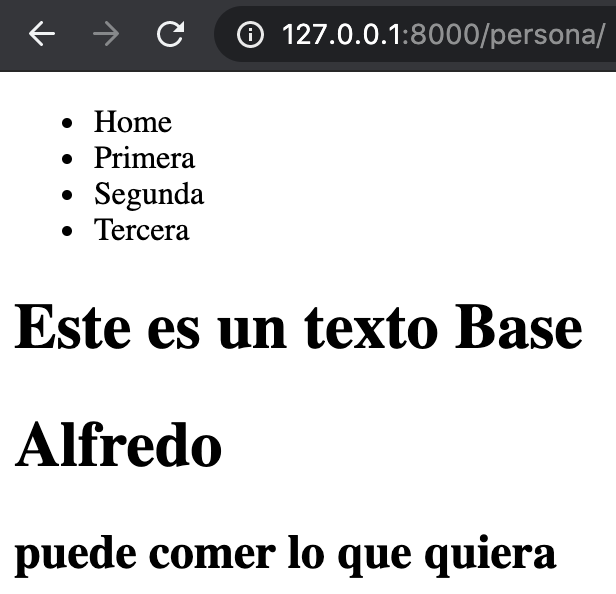 127.0.0.1:8000/persona/
Home
Primera
Segunda
Tercera
Este es un texto Base
Alfredo
puede comer lo que quiera